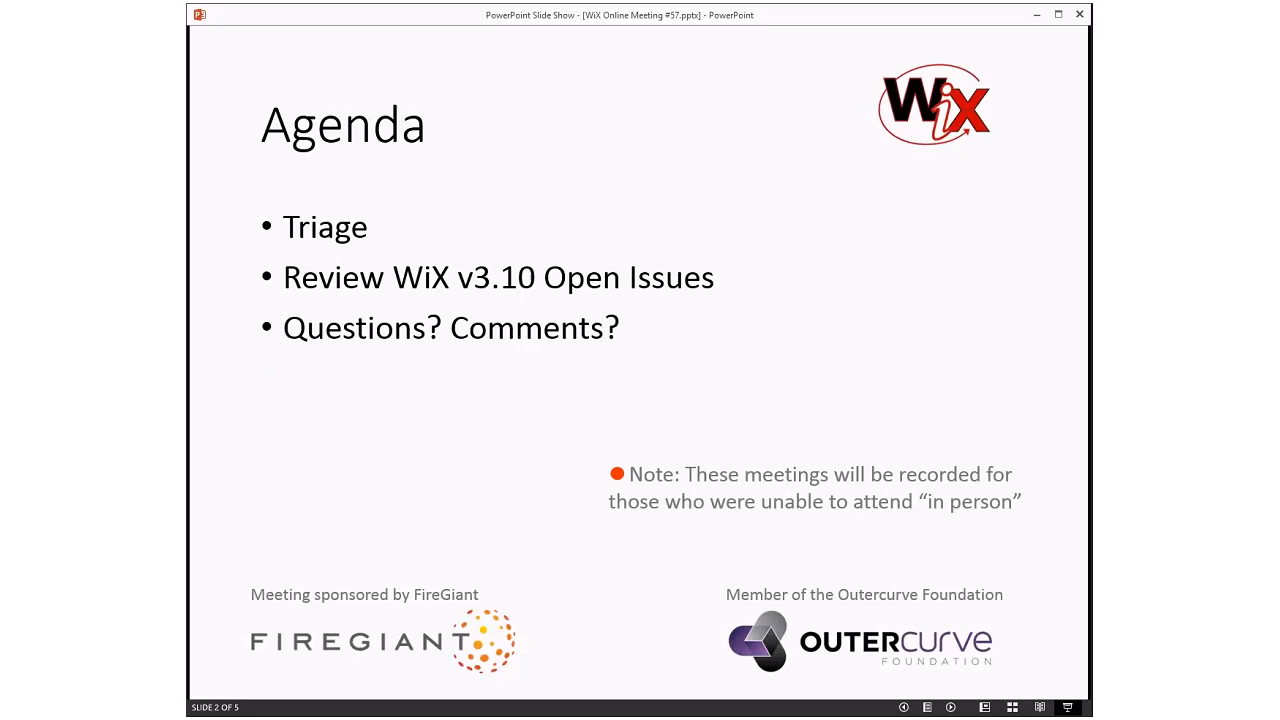 PowerPoint Slide Show - [WiX Online Meeting #57.pptx] - PowerPoint
WiX
Agenda
• Triage
• Review WiX v3.10 Open Issues
• Questions? Comments?
Note: These meetings will be recorded for
those who were unable to attend “in person”
Meeting sponsored by FireGiant
FIREGIANT
Member of the Outercurve Foundation
OUTERCURVE
FOUNDATION
SLIDE 2 OF 5